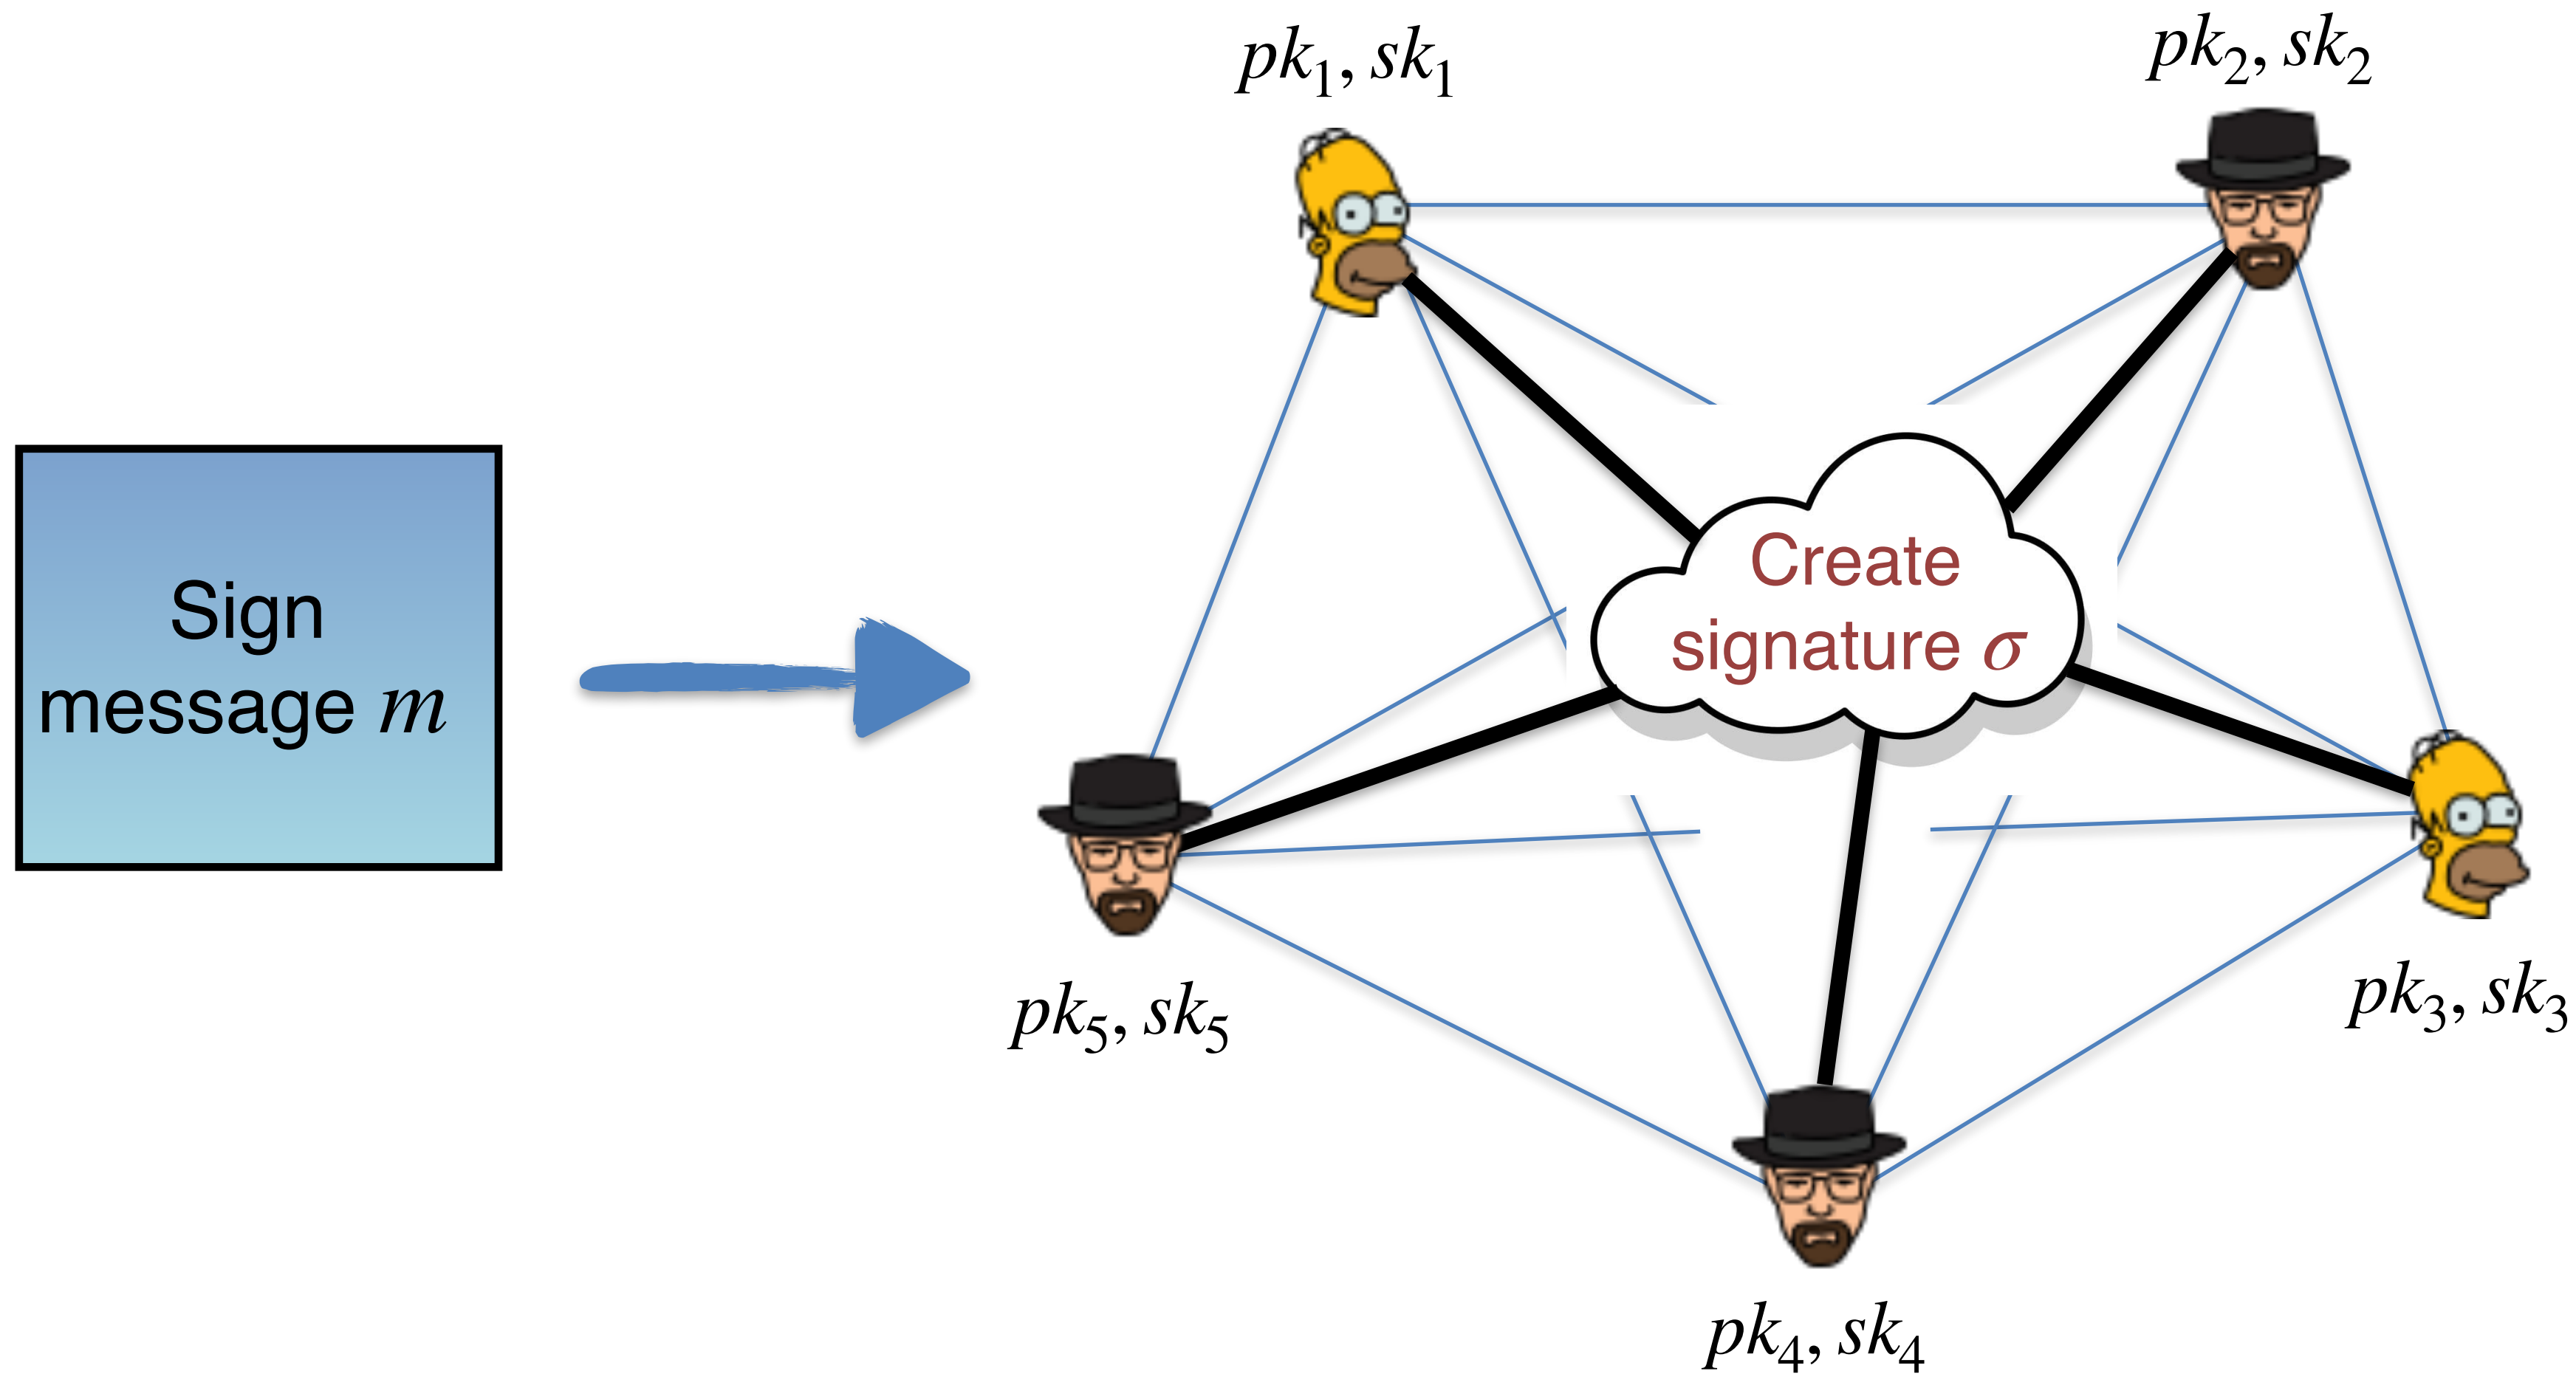 pk₁, sk₁
pk₂, sk₂
Sign
message m
Create
signature σ
pk₃, sk₃
pk₅, sk₅
pk₄, sk₄